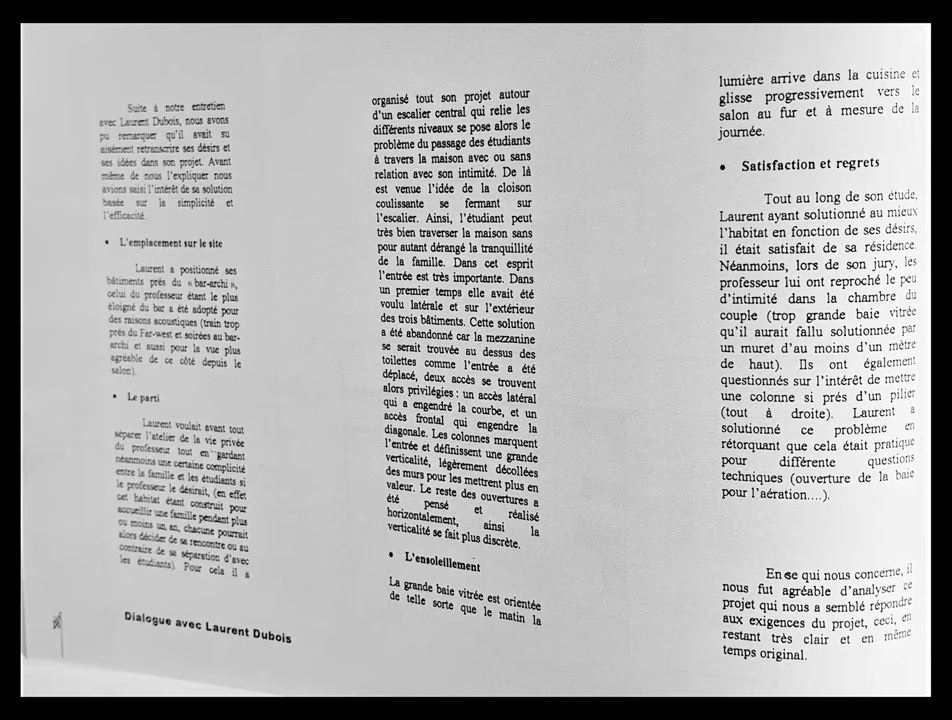 Suite à notre entretien
avec Laurent Dubois, nous avons
pu remarquer qu'il avait su
aisément retranscrire ses désirs et
ses idées dans son projet. Avant
même de nous l'expliquer nous
avions saisi l'intérêt de sa solution
basée sur la simplicité et
l'efficacité.
• L'emplacement sur le site
Laurent a positionné ses
bâtiments prés du « bar-archi »,
celui du professeur étant le plus
éloigné du bar a été adopté pour
des raisons acoustiques (train trop
prés du Far-west et soirées au bar-
archi et aussi pour la vue plus
agréable de ce côté depuis le
salon).
• Le parti
Laurent voulait avant tout
séparer l'atelier de la vie privée
du professeur tout en gardant
néanmoins une certaine complicité
entre la famille et les étudiants si
le professeur le désirait, (en effet
cet habitat étant construit pour
accueillir une famille pendant plus
ou moins un an, chacune pourrait
alors décider de sa rencontre ou au
contraire de sa séparation d'avec
les étudiants). Pour cela il a
Dialogue avec Laurent Dubois
organisé tout son projet autour
d'un escalier central qui relie les
différents niveaux se pose alors le
problème du passage des étudiants
à travers la maison avec ou sans
relation avec son intimité. De là
est venue l'idée de la cloison
coulissante se fermant sur
l'escalier. Ainsi, l'étudiant peut
très bien traverser la maison sans
pour autant dérangé la tranquillité
de la famille. Dans cet esprit
l'entrée est très importante. Dans
un premier temps elle avait été
voulu latérale et sur l'extérieur
des trois bâtiments. Cette solution
a été abandonné car la mezzanine
se serait trouvée au dessus des
toilettes comme l'entrée a été
déplacé, deux accès se trouvent
alors privilégies : un accès latéral
qui a engendré la courbe, et un
accès frontal qui engendre la
diagonale. Les colonnes marquent
l'entrée et définissent une grande
verticalité, légèrement décollées
des murs pour les mettrent plus en
valeur. Le reste des ouvertures a
été pensé et réalisé
horizontalement, ainsi la
verticalité se fait plus discrète.
• L'ensoleillement
La grande baie vitrée est orientée
de telle sorte que le matin la
lumière arrive dans la cuisine et
glisse progressivement vers le
salon au fur et à mesure de la
journée.
• Satisfaction et regrets
Tout au long de son étude,
Laurent ayant solutionné au mieux
l'habitat en fonction de ses désirs,
il était satisfait de sa résidence.
Néanmoins, lors de son jury, les
professeur lui ont reproché le peu
d'intimité dans la chambre du
couple (trop grande baie vitrée
qu'il aurait fallu solutionnée par
un muret d'au moins d'un mètre
de haut). Ils ont également
questionnés sur l'intérêt de mettre
une colonne si prés d'un pilier
(tout à droite). Laurent a
solutionné ce problème en
rétorquant que cela était pratique
pour différente questions
techniques (ouverture de la baie
pour l'aération....).
En se qui nous concerne, il
nous fut agréable d'analyser ce
projet qui nous a semblé répondre
aux exigences du projet, ceci, en
restant très clair et en même
temps original.